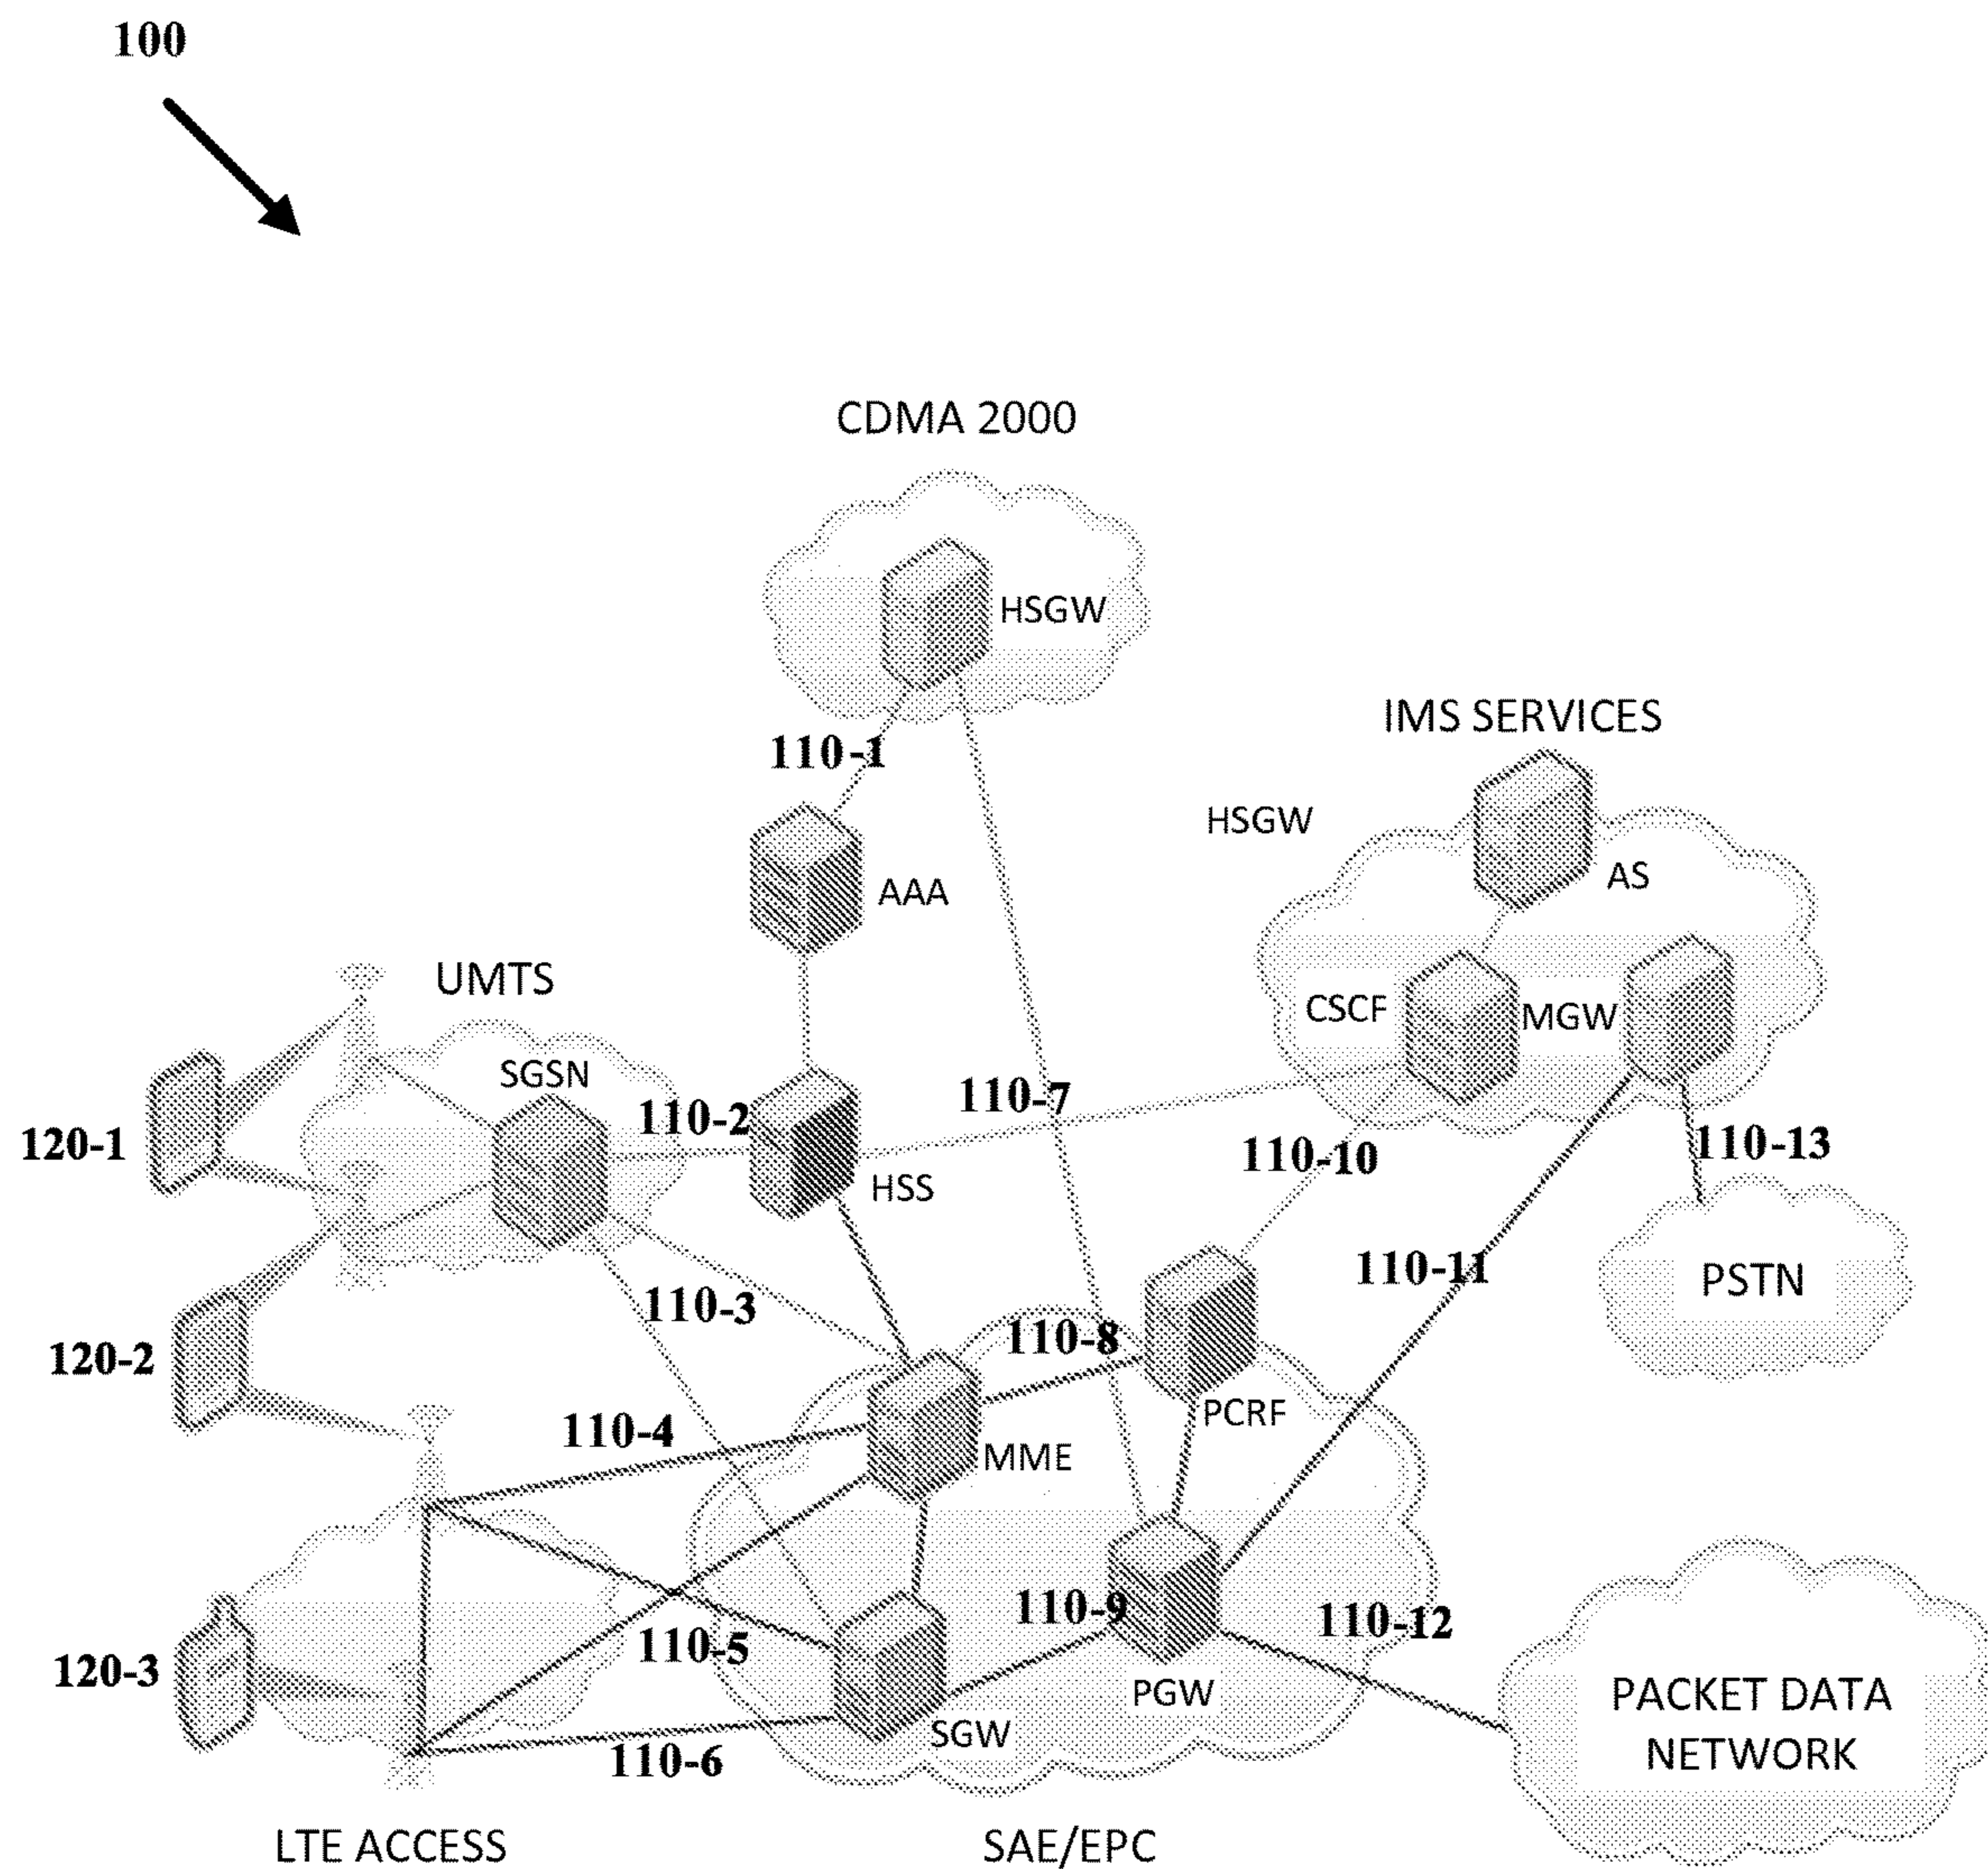 100
CDMA 2000
HSGW
IMS SERVICES
110-1
HSGW
AS
AAA
UMTS
CSCF
MGW
SGSN
110-7
110-2
120-1
110-13
110-10
HSS
110-11
PSTN
110-3
110-8
120-2
PCRF
110-4
MME
110-9
110-12
110-5
120-3
PGW
PACKET DATA
NETWORK
SGW
110-6
LTE ACCESS
SAE/EPC